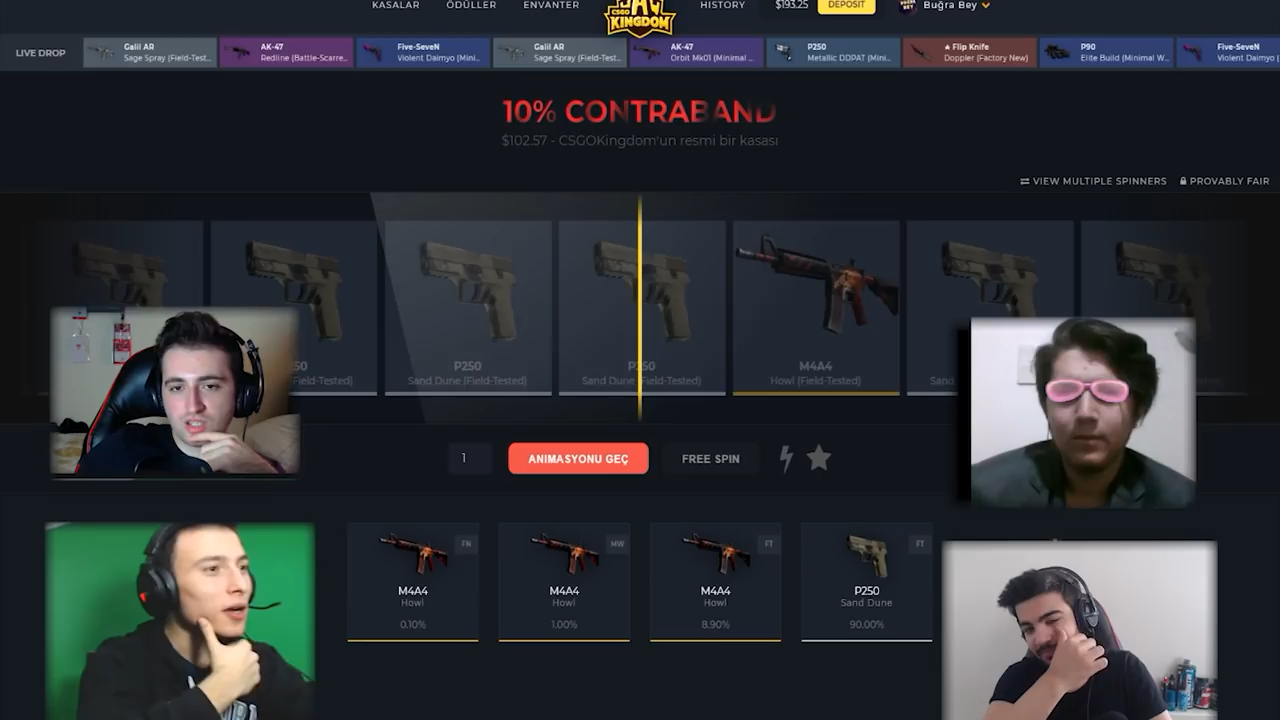 KASALAR ÖDÜLLER ENVANTER CSGO KINGDOM HISTORY $193.25 DEPOSIT Buğra Bey
LIVE DROP
Galil AR
Sage Spray (Field-Test...
AK-47
Redline (Battle-Scarre...
Five-SeveN
Violent Daimyo (Mini...
Galil AR
Sage Spray (Field-Test...
AK-47
Orbit Mk01 (Minimal ...
P250
Metallic DDPAT (Mini...
★ Flip Knife
Doppler (Factory New)
P90
Elite Build (Minimal W...
Five-SeveN
Violent Daimyo (
10% CONTRABAND
$102.57 - CSGOKingdom'un resmi bir kasası
VIEW MULTIPLE SPINNERS PROVABLY FAIR
50
Field-Tested)
P250
Sand Dune (Field-Tested)
P250
Sand Dune (Field-Tested)
M4A4
Howl (Field-Tested)
Sand
1 ANIMASYONU GEÇ FREE SPIN
FN
M4A4
Howl
0.10%
MW
M4A4
Howl
1.00%
FT
M4A4
Howl
8.90%
FT
P250
Sand Dune
90.00%